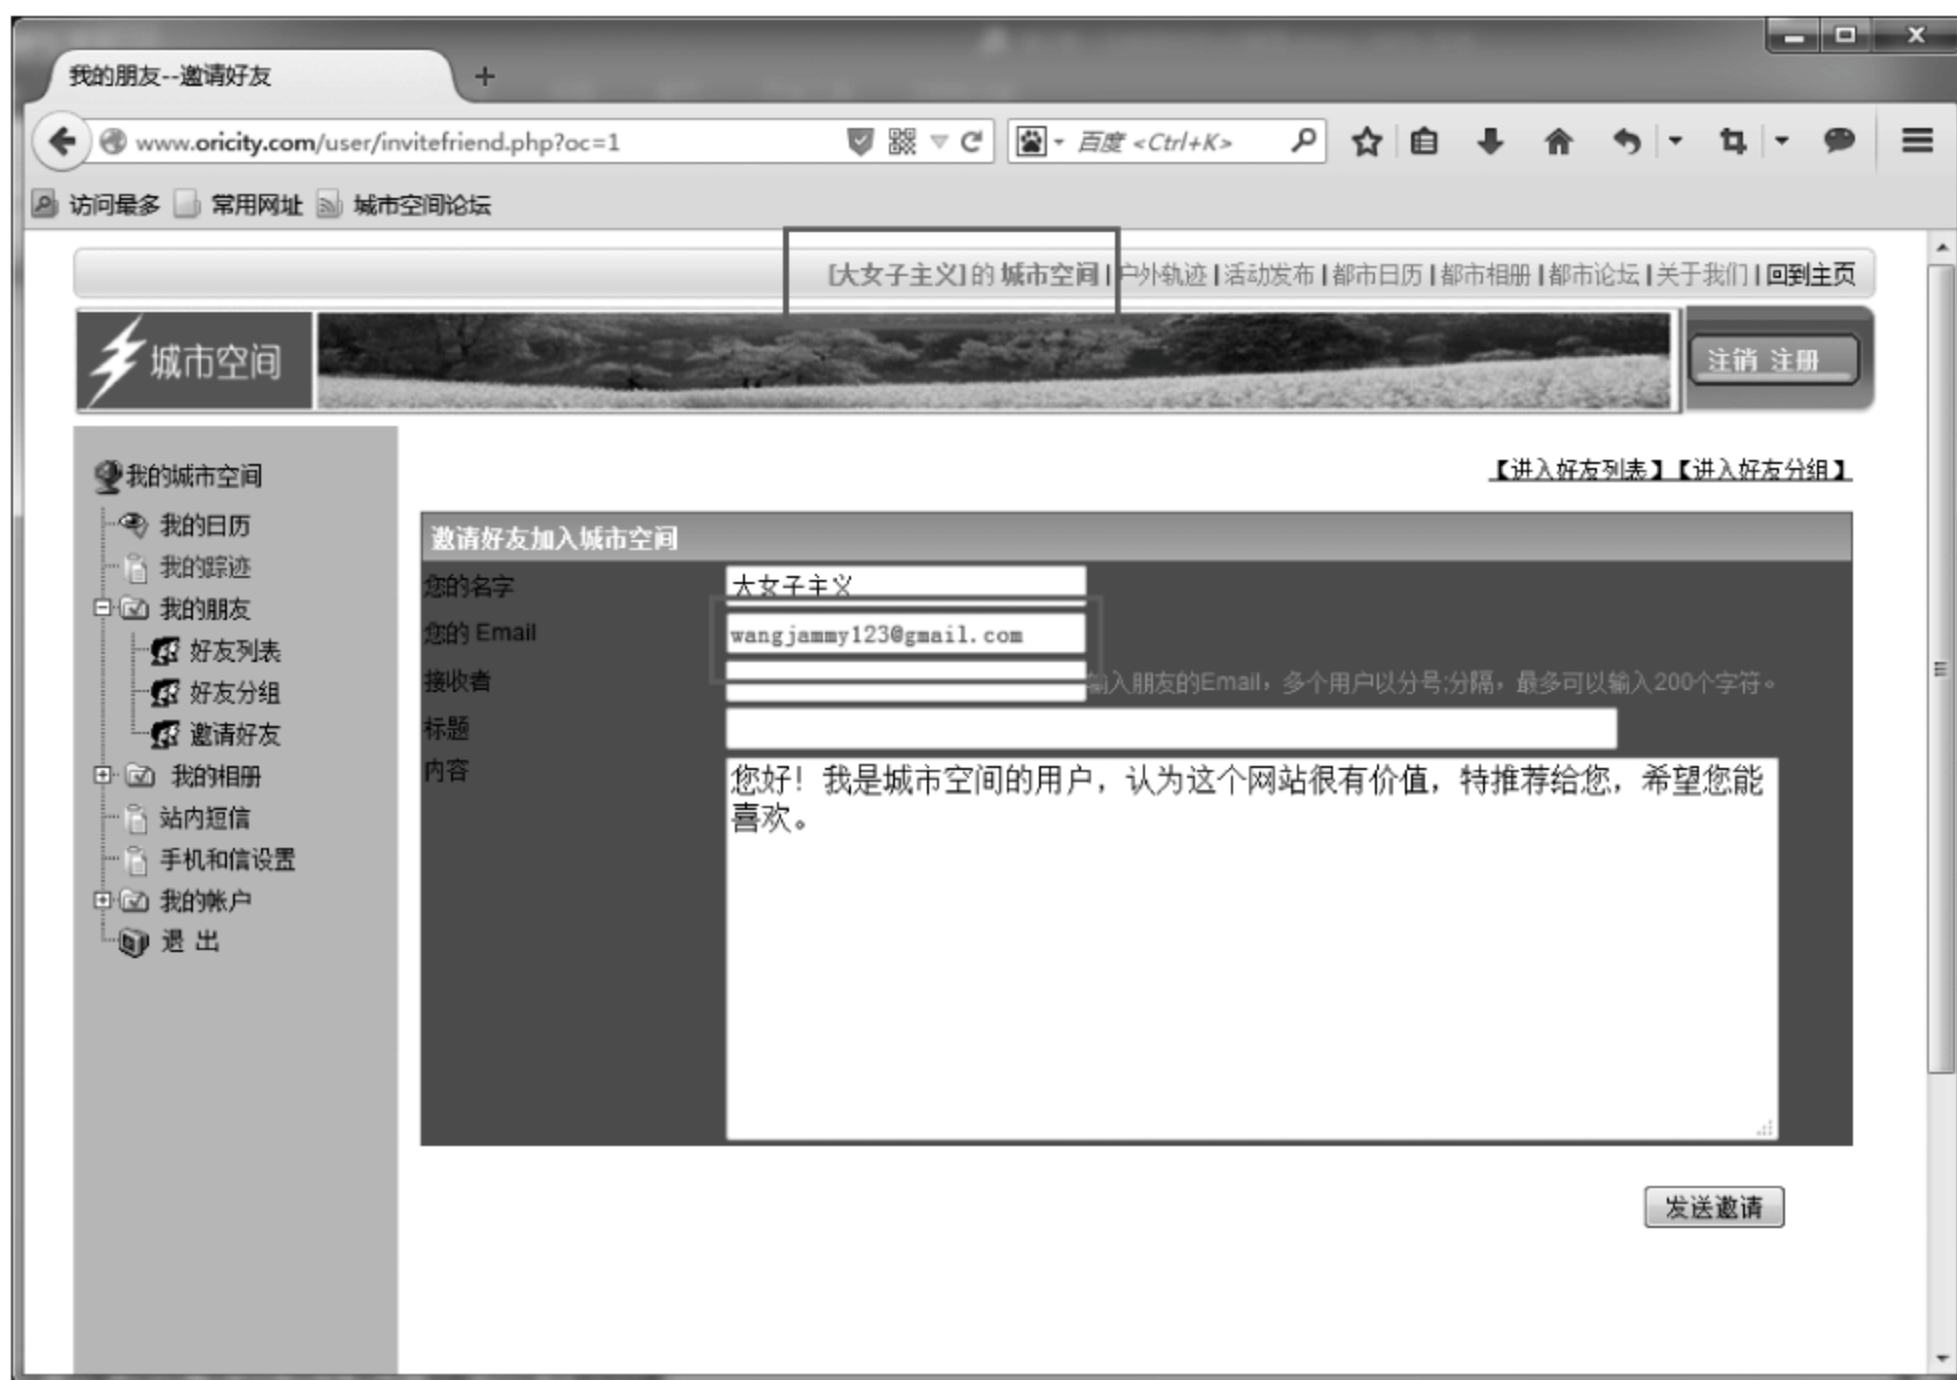 我的朋友--邀请好友
www.oricity.com/user/invitefriend.php?oc=1
百度 <Ctrl+K>
访问最多 常用网址 城市空间论坛
[大女子主义]的 城市空间 | 户外轨迹 | 活动发布 | 都市日历 | 都市相册 | 都市论坛 | 关于我们 | 回到主页
城市空间
注销 注册
【进入好友列表】【进入好友分组】
我的城市空间
我的日历
我的踪迹
我的朋友
好友列表
好友分组
邀请好友
我的相册
站内短信
手机和信设置
我的帐户
退 出
邀请好友加入城市空间
您的名字 大女子主义
您的 Email wangjammy123@gmail.com
接收者 输入朋友的Email，多个用户以分号;分隔，最多可以输入200个字符。
标题
内容
您好！我是城市空间的用户，认为这个网站很有价值，特推荐给您，希望您能
喜欢。
发送邀请